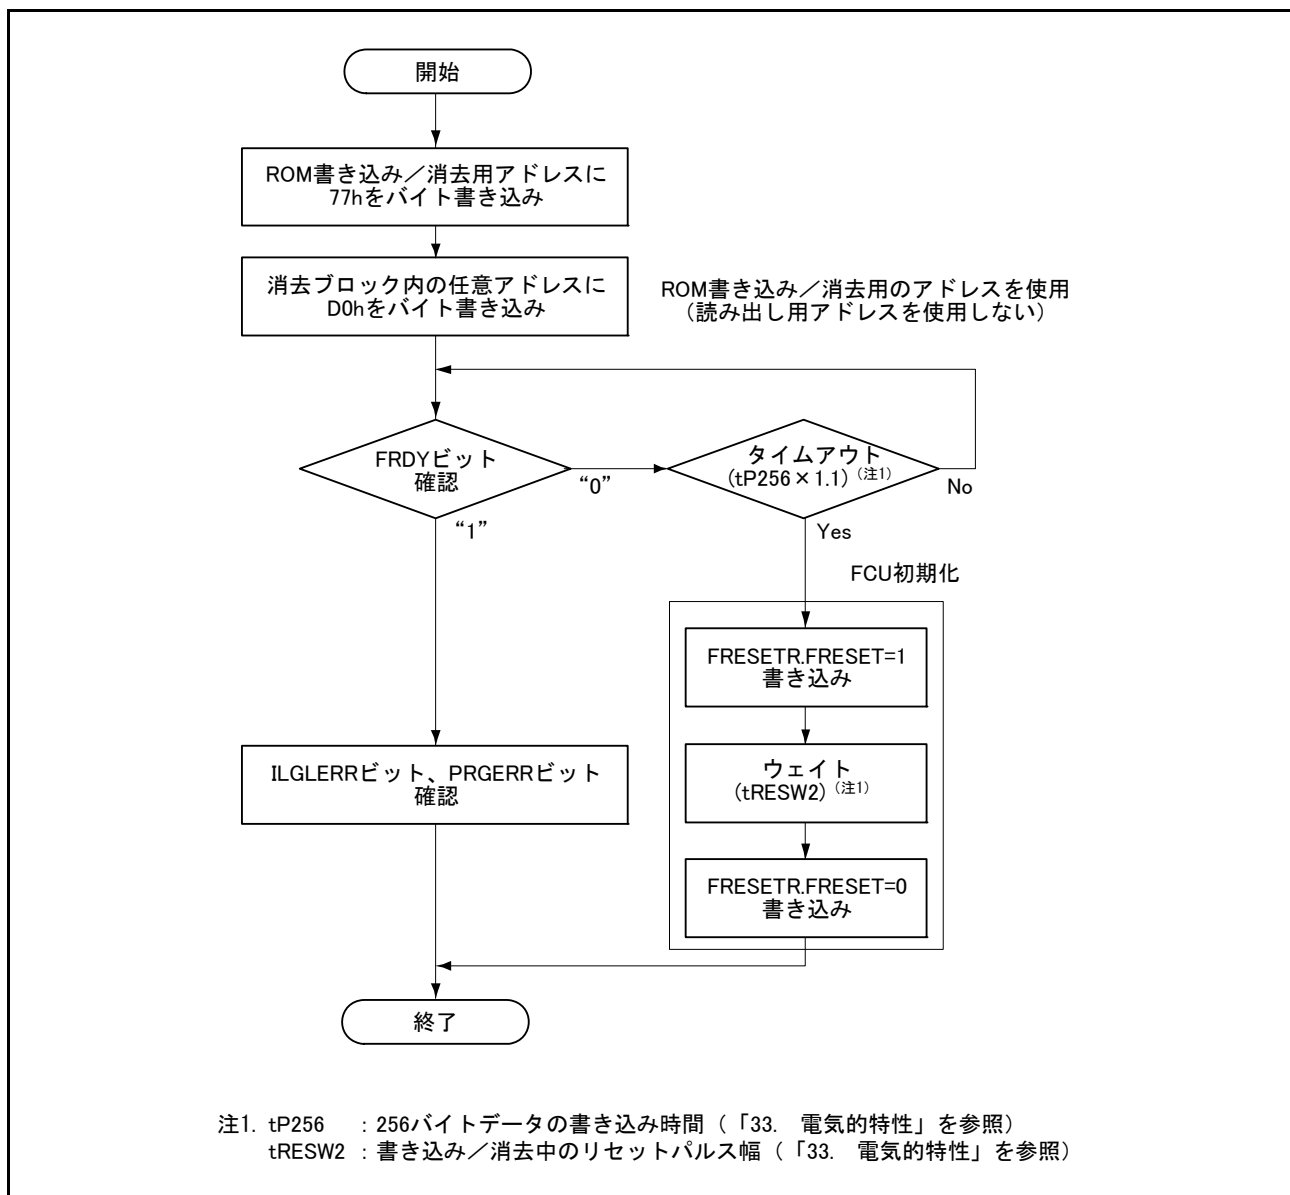 開始
ROM書き込み／消去用アドレスに
77hをバイト書き込み
消去ブロック内の任意アドレスに
D0hをバイト書き込み
ROM書き込み／消去用のアドレスを使用
（読み出し用アドレスを使用しない）
FRDYビット
確認
“0”
“1”
タイムアウト
(tP256×1.1)（注1）
No
Yes
FCU初期化
FRESETR.FRESET=1
書き込み
ウェイト
(tRESW2)（注1）
FRESETR.FRESET=0
書き込み
ILGLERRビット、PRGERRビット
確認
終了
注1. tP256 : 256バイトデータの書き込み時間（「33. 電気的特性」を参照）
tRESW2 : 書き込み／消去中のリセットパルス幅（「33. 電気的特性」を参照）